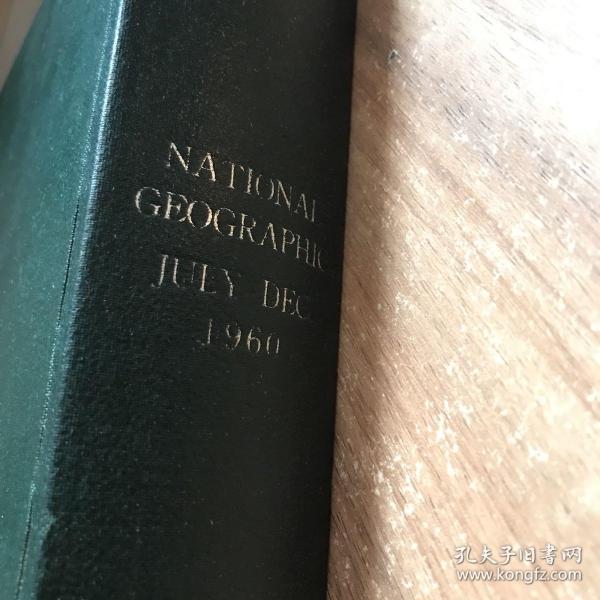 NATIONAL
GEOGRAPHIC
JULY DEC.
1960
孔夫子旧书网
www.kongfz.com